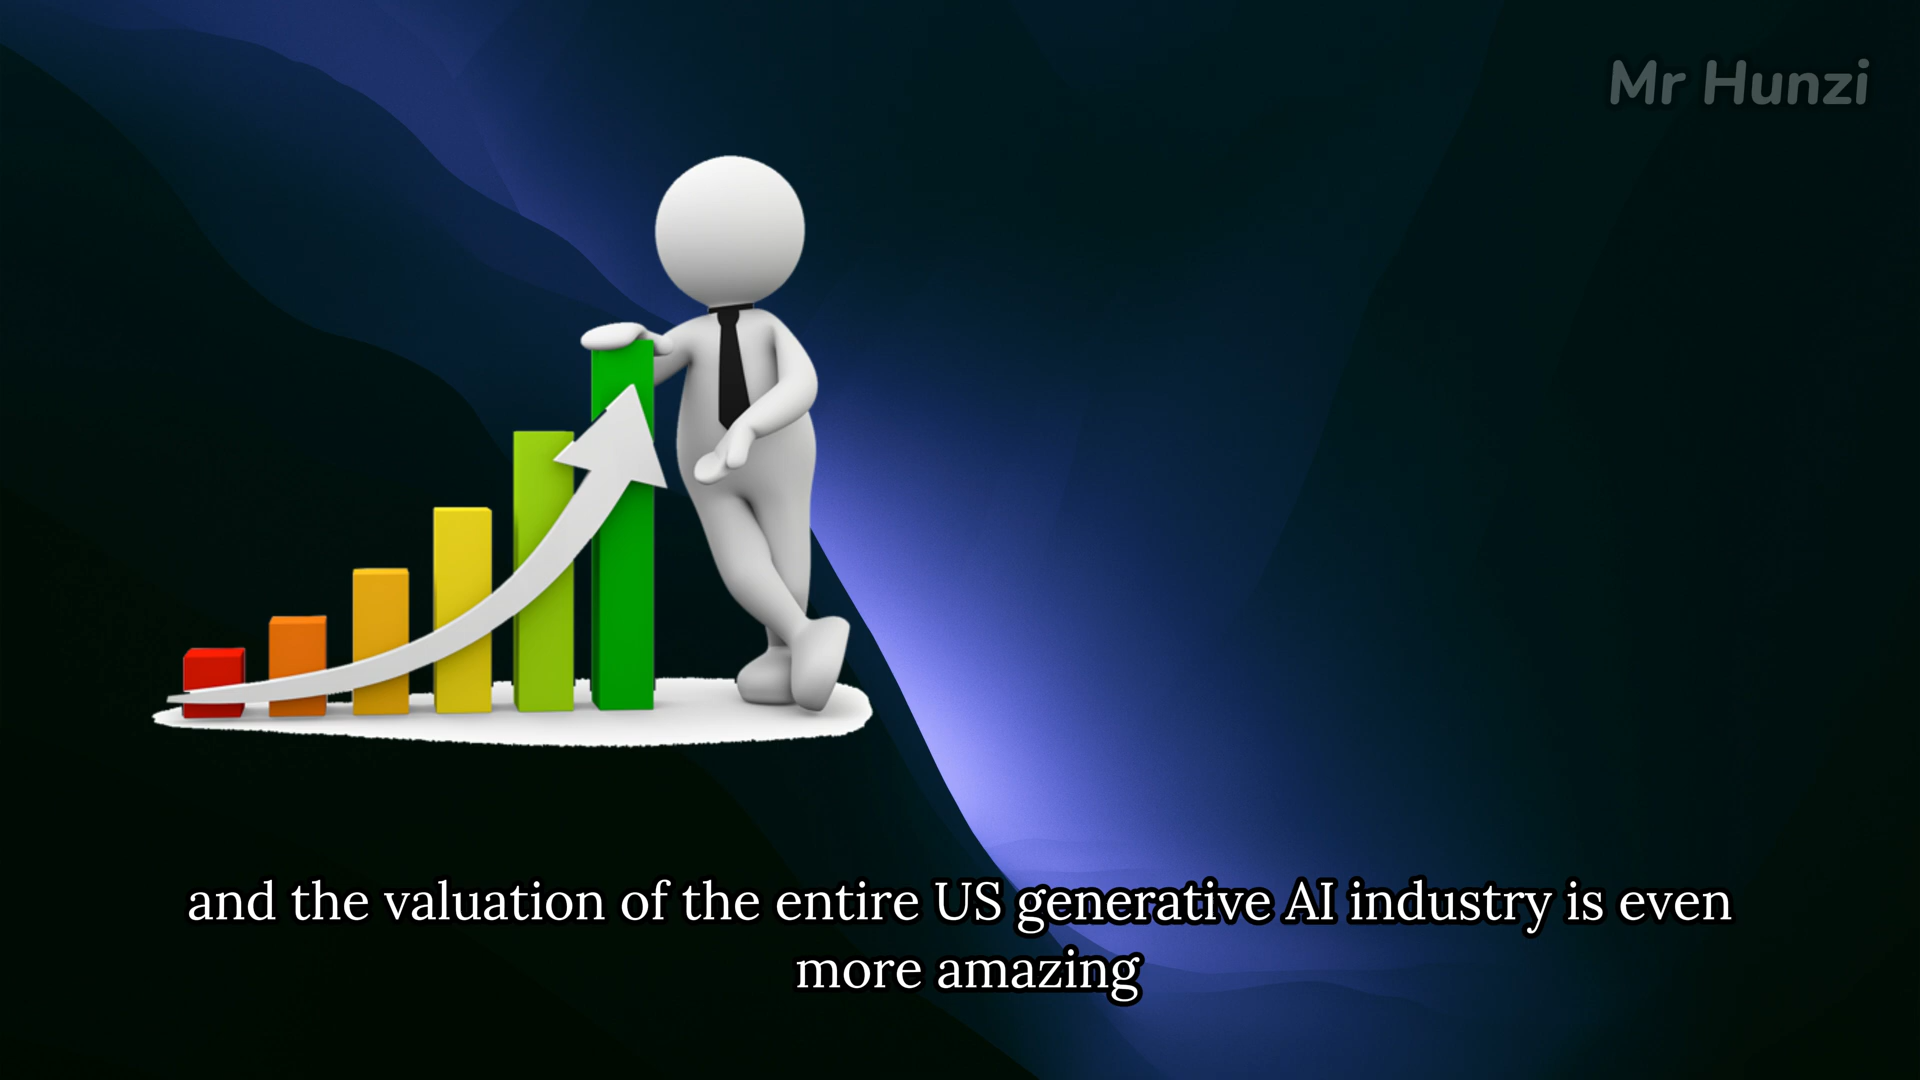 Mr Hunzi
and the valuation of the entire US generative AI industry is even
more amazing